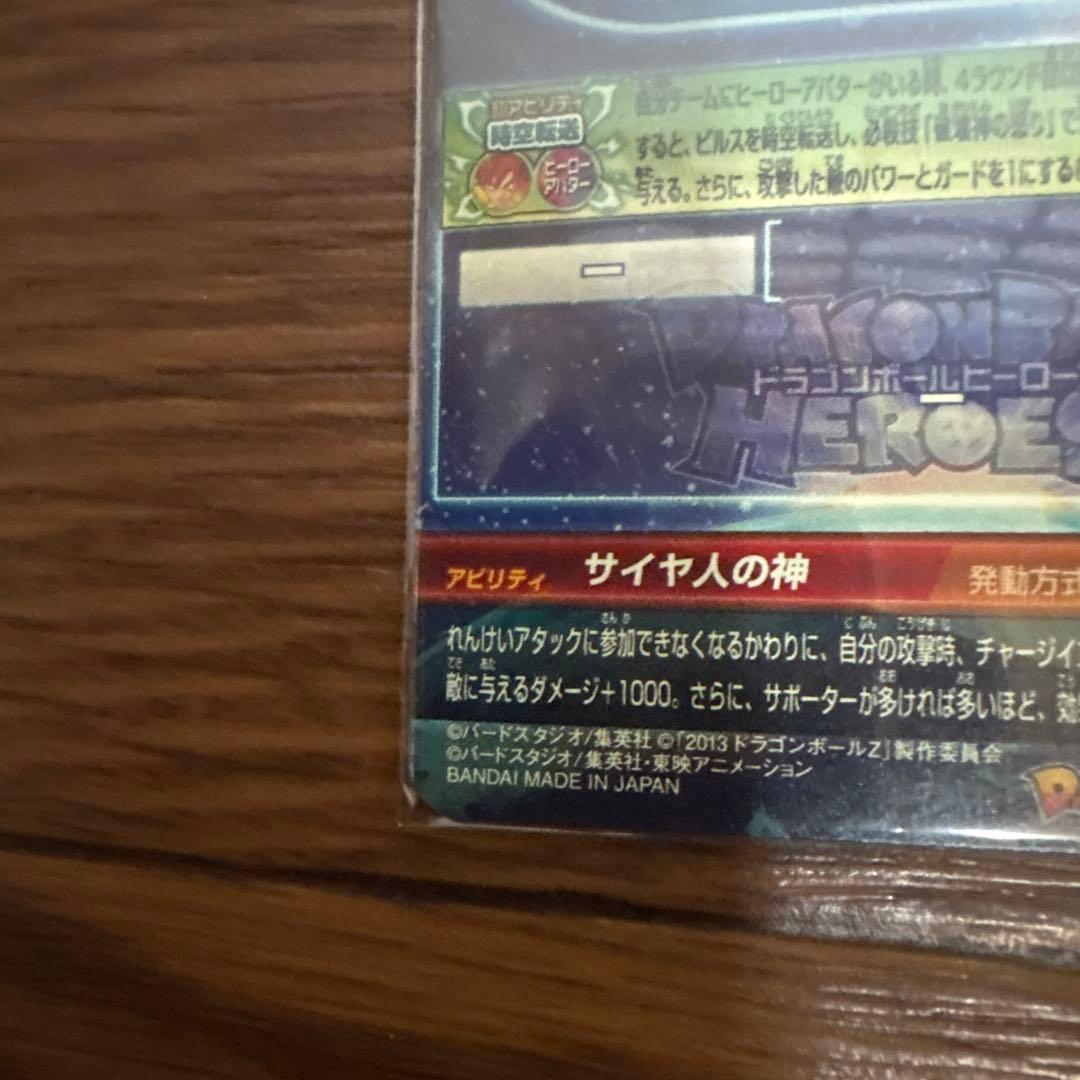 超アビリティ
時空転送
ヒーロー
アバター
自分チームにヒーローアバターがいる時、4ラウンド
すると、ビルスを時空転送し、必殺技「破壊神の怒り」で
与える。さらに、攻撃した敵のパワーとガードを1にする
ー
DRAGON BA
ドラゴンボールヒーロー
HEROES
ー
アビリティ サイヤ人の神 発動方式
れんけいアタックに参加できなくなるかわりに、自分の攻撃時、チャージイ
敵に与えるダメージ+1000。さらに、サポーターが多ければ多いほど、効
©バードスタジオ/集英社 ©「2013 ドラゴンボールZ」製作委員会
©バードスタジオ/集英社・東映アニメーション
BANDAI MADE IN JAPAN